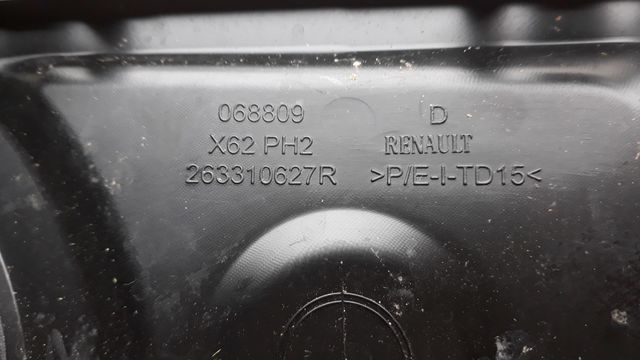 068809 D
X62 PH2 RENAULT
263310627R >P/E-I-TD15<